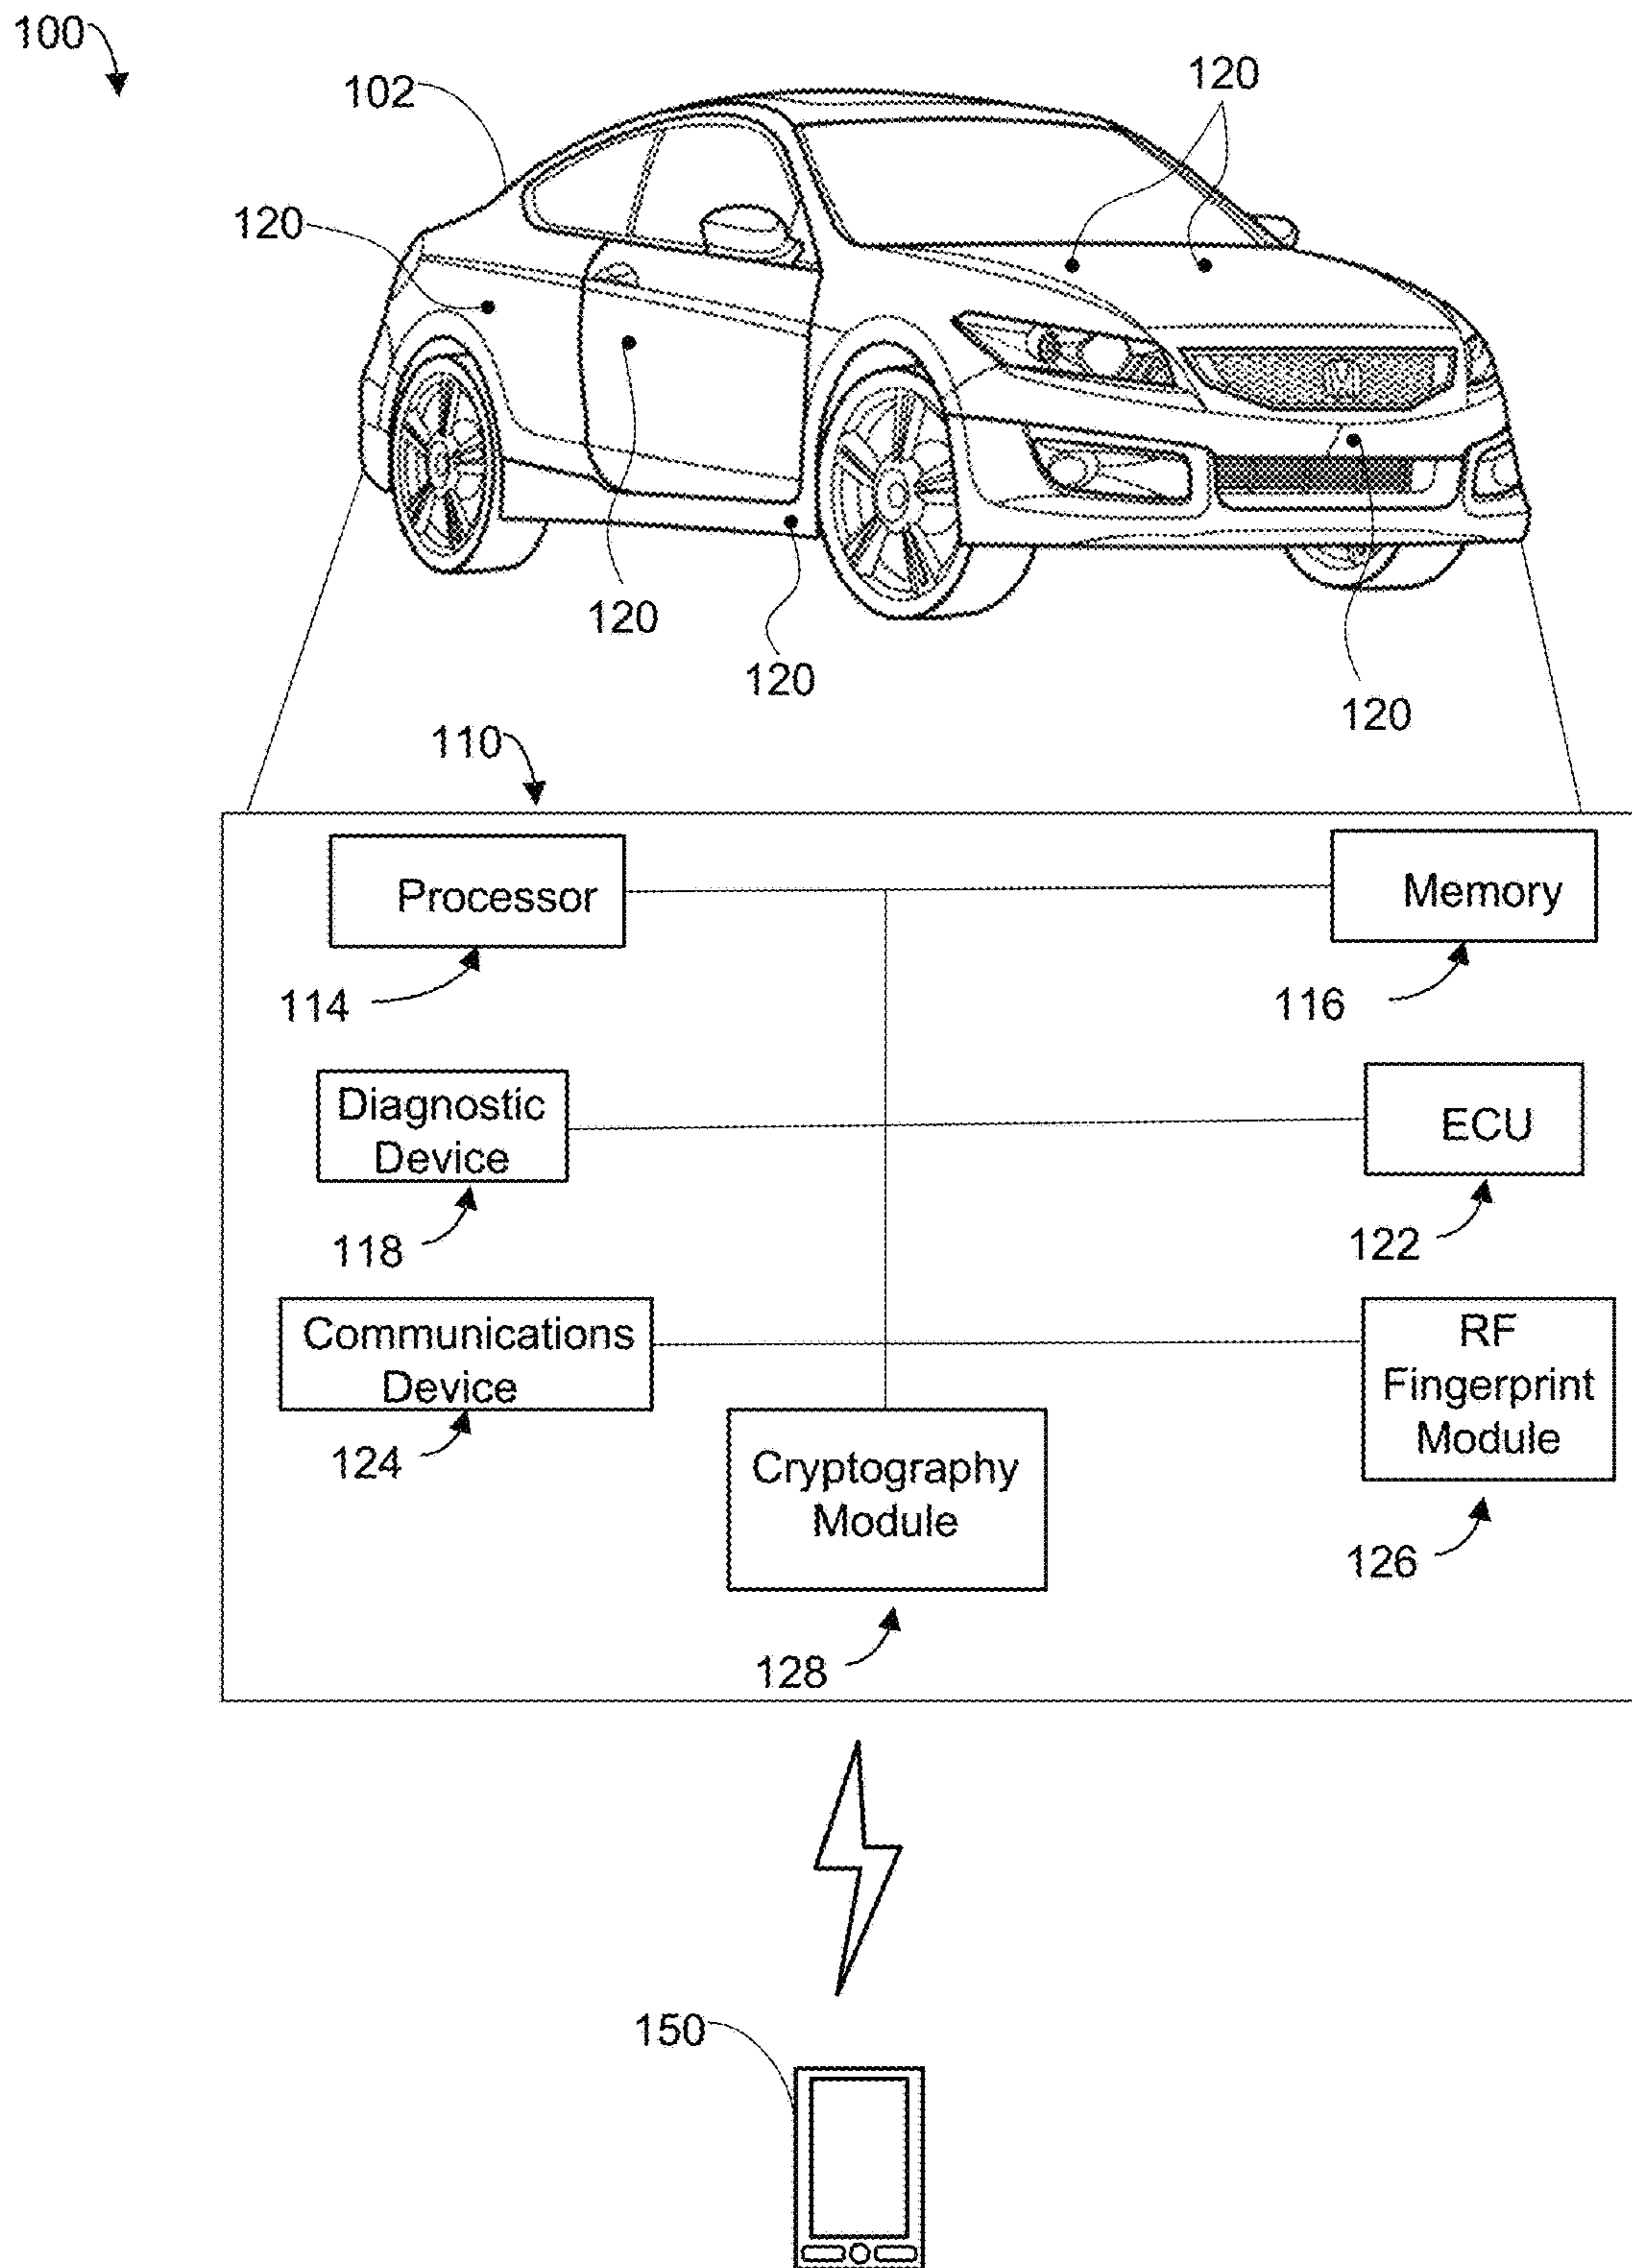 100
102
120
120
120
120
120
110
Processor
Memory
114
116
Diagnostic
Device
ECU
118
122
Communications
Device
RF
Fingerprint
Module
124
Cryptography
Module
126
128
150